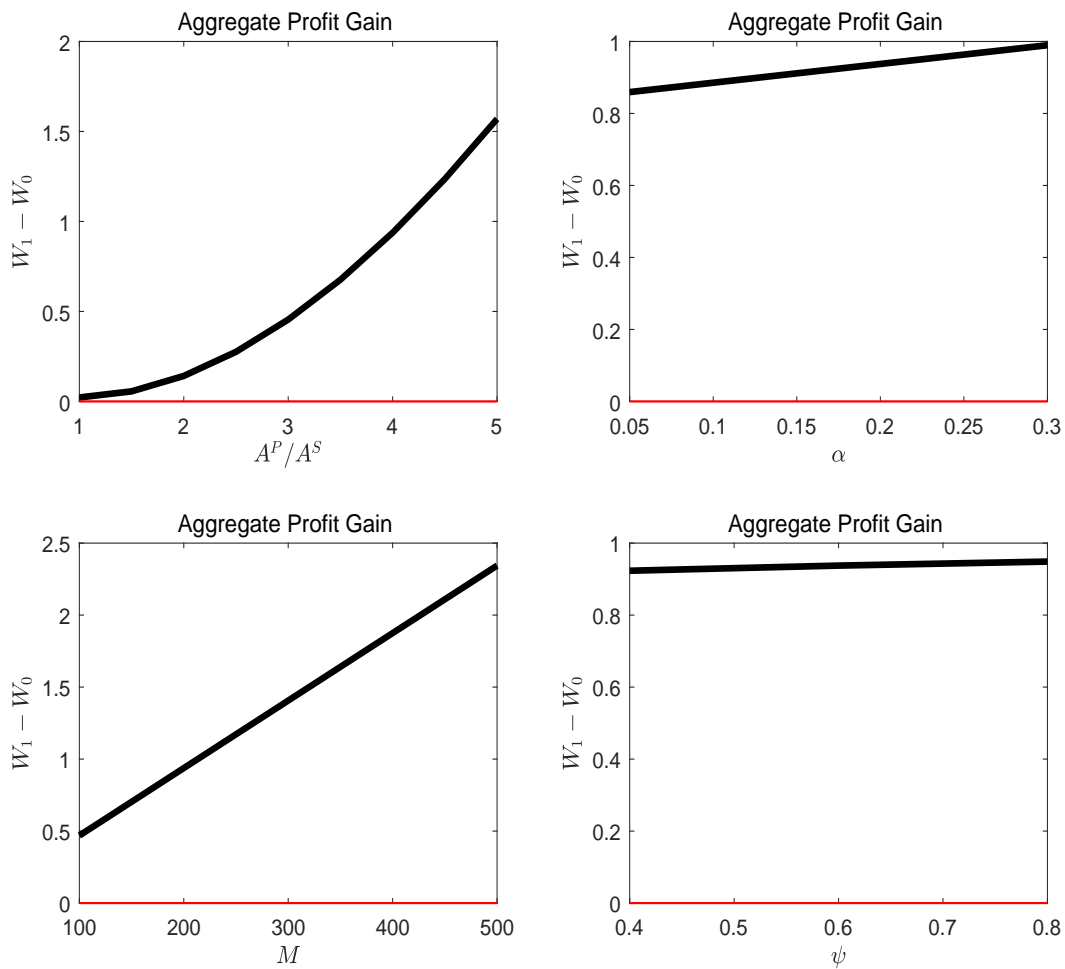 Aggregate Profit Gain
2
1.5
1
0.5
0
W₁ − W₀
1 2 3 4 5
Aᴾ/Aˢ
Aggregate Profit Gain
1
0.8
0.6
0.4
0.2
0
W₁ − W₀
0.05 0.1 0.15 0.2 0.25 0.3
α
Aggregate Profit Gain
2.5
2
1.5
1
0.5
0
W₁ − W₀
100 200 300 400 500
M
Aggregate Profit Gain
1
0.8
0.6
0.4
0.2
0
W₁ − W₀
0.4 0.5 0.6 0.7 0.8
ψ